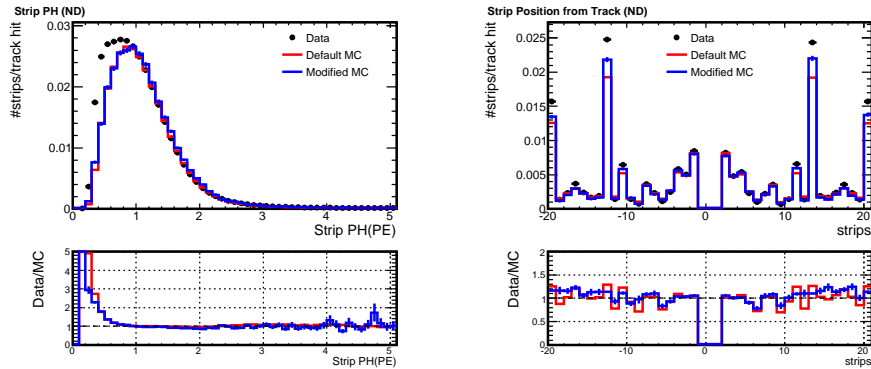 Strip PH (ND)
#strips/track hit
0.03
0.02
0.01
0
Data
Default MC
Modified MC
0 1 2 3 4 5
Strip PH(PE)
Data/MC
5
4
3
2
1
0
0 1 2 3 4 5
Strip PH(PE)
Strip Position from Track (ND)
#strips/track hit
0.025
0.02
0.015
0.01
0.005
0
Data
Default MC
Modified MC
-20 -10 0 10 20
strips
Data/MC
2
1.5
1
0.5
0
-20 -10 0 10 20
strips